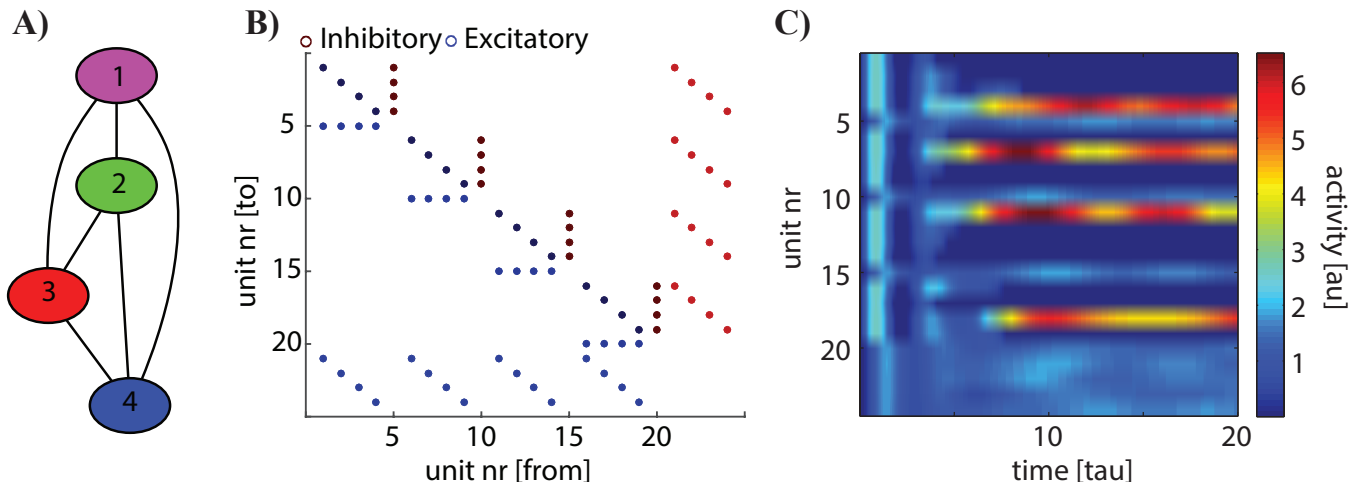 A)
1
2
3
4
B)
Inhibitory Excitatory
unit nr [to]
5
10
15
20
5 10 15 20
unit nr [from]
C)
unit nr
5
10
15
20
10 20
time [tau]
6
5
4
3
2
1
activity [au]